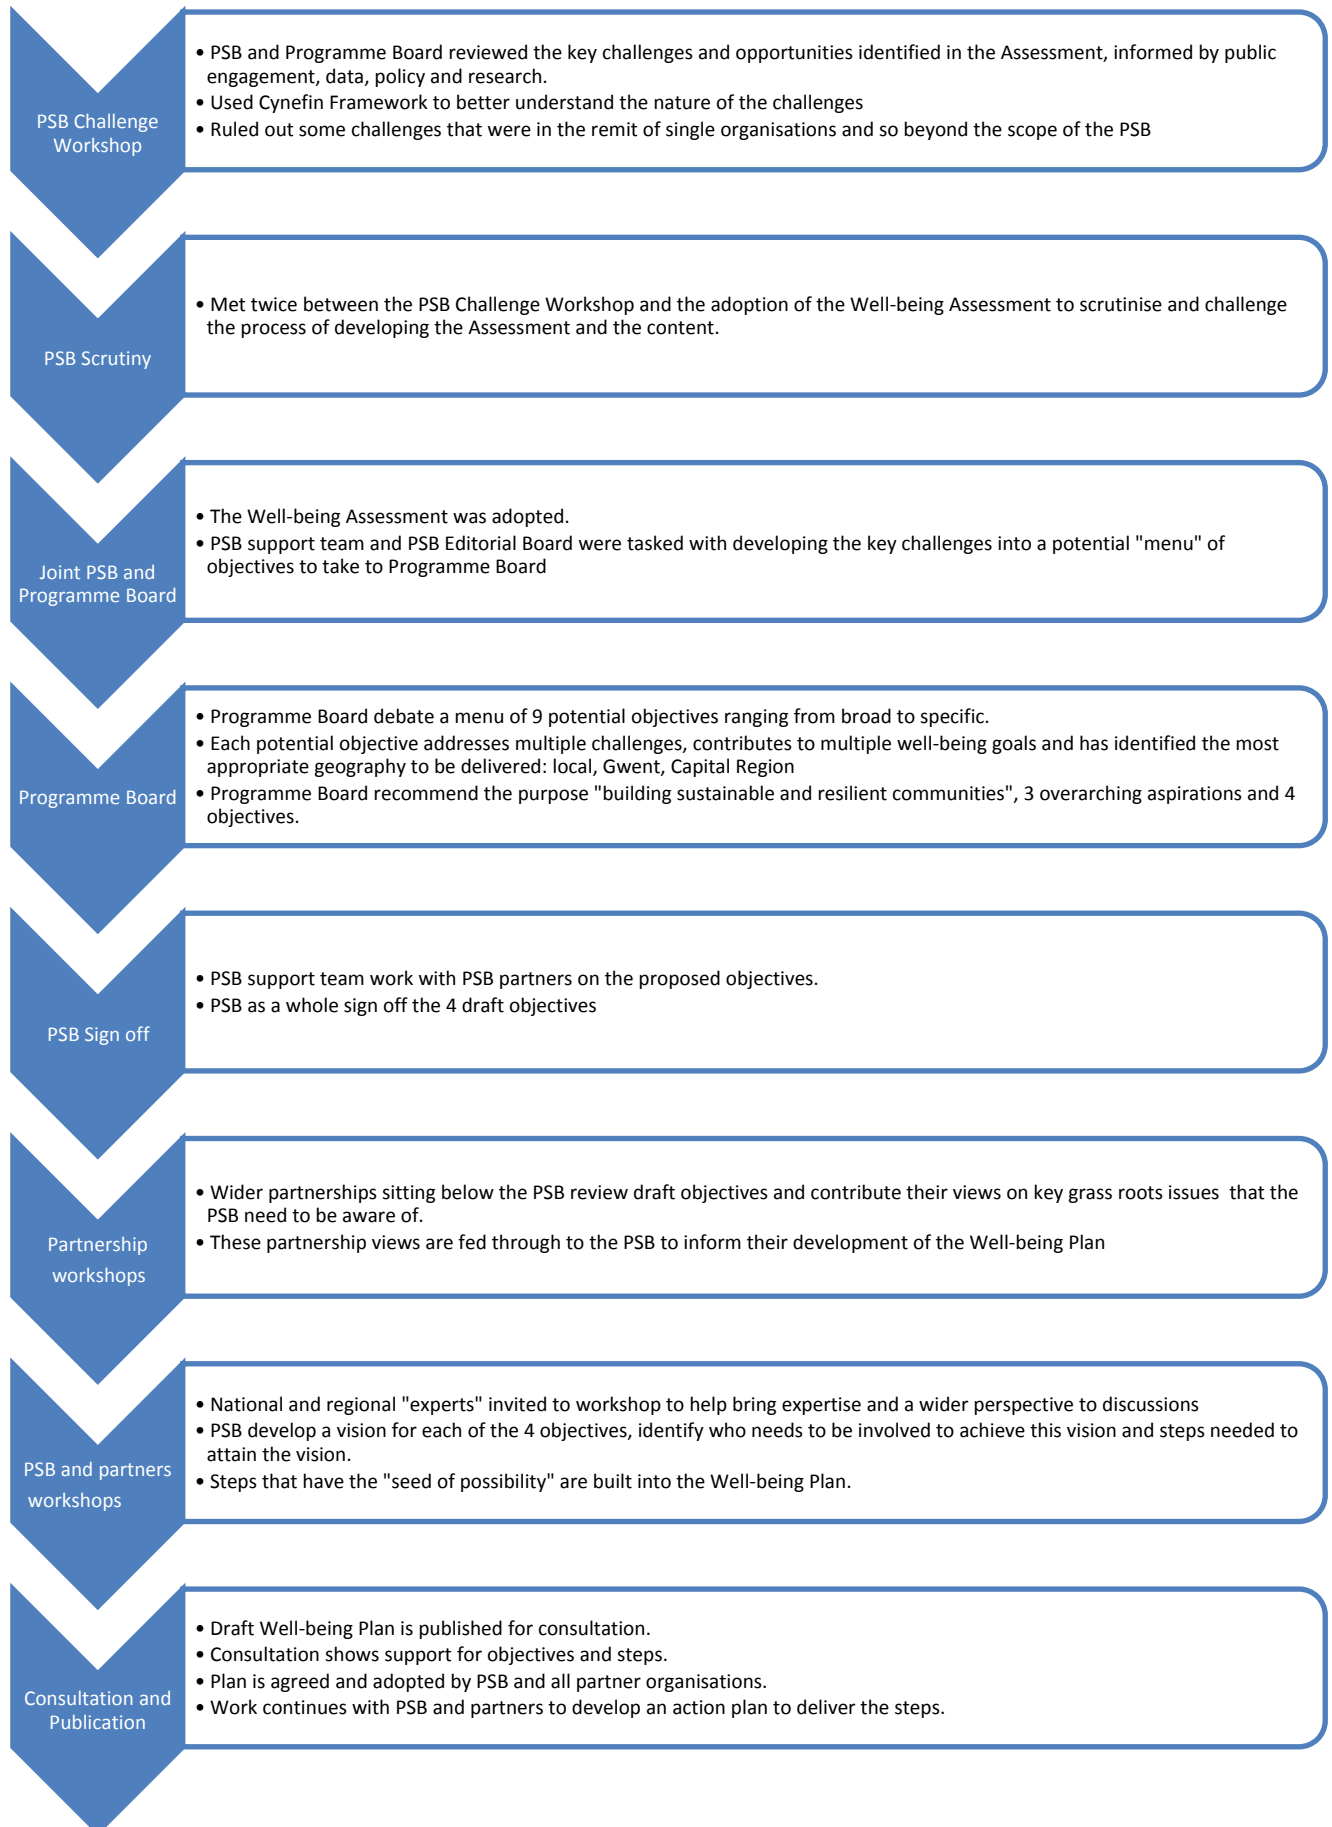 PSB Challenge
Workshop
• PSB and Programme Board reviewed the key challenges and opportunities identified in the Assessment, informed by public
engagement, data, policy and research.
• Used Cynefin Framework to better understand the nature of the challenges
• Ruled out some challenges that were in the remit of single organisations and so beyond the scope of the PSB
PSB Scrutiny
• Met twice between the PSB Challenge Workshop and the adoption of the Well-being Assessment to scrutinise and challenge
the process of developing the Assessment and the content.
Joint PSB and
Programme Board
• The Well-being Assessment was adopted.
• PSB support team and PSB Editorial Board were tasked with developing the key challenges into a potential "menu" of
objectives to take to Programme Board
Programme Board
• Programme Board debate a menu of 9 potential objectives ranging from broad to specific.
• Each potential objective addresses multiple challenges, contributes to multiple well-being goals and has identified the most
appropriate geography to be delivered: local, Gwent, Capital Region
• Programme Board recommend the purpose "building sustainable and resilient communities", 3 overarching aspirations and 4
objectives.
PSB Sign off
• PSB support team work with PSB partners on the proposed objectives.
• PSB as a whole sign off the 4 draft objectives
Partnership
workshops
• Wider partnerships sitting below the PSB review draft objectives and contribute their views on key grass roots issues  that the
PSB need to be aware of.
• These partnership views are fed through to the PSB to inform their development of the Well-being Plan
PSB and partners
workshops
• National and regional "experts" invited to workshop to help bring expertise and a wider perspective to discussions
• PSB develop a vision for each of the 4 objectives, identify who needs to be involved to achieve this vision and steps needed to
attain the vision.
• Steps that have the "seed of possibility" are built into the Well-being Plan.
Consultation and
Publication
• Draft Well-being Plan is published for consultation.
• Consultation shows support for objectives and steps.
• Plan is agreed and adopted by PSB and all partner organisations.
• Work continues with PSB and partners to develop an action plan to deliver the steps.